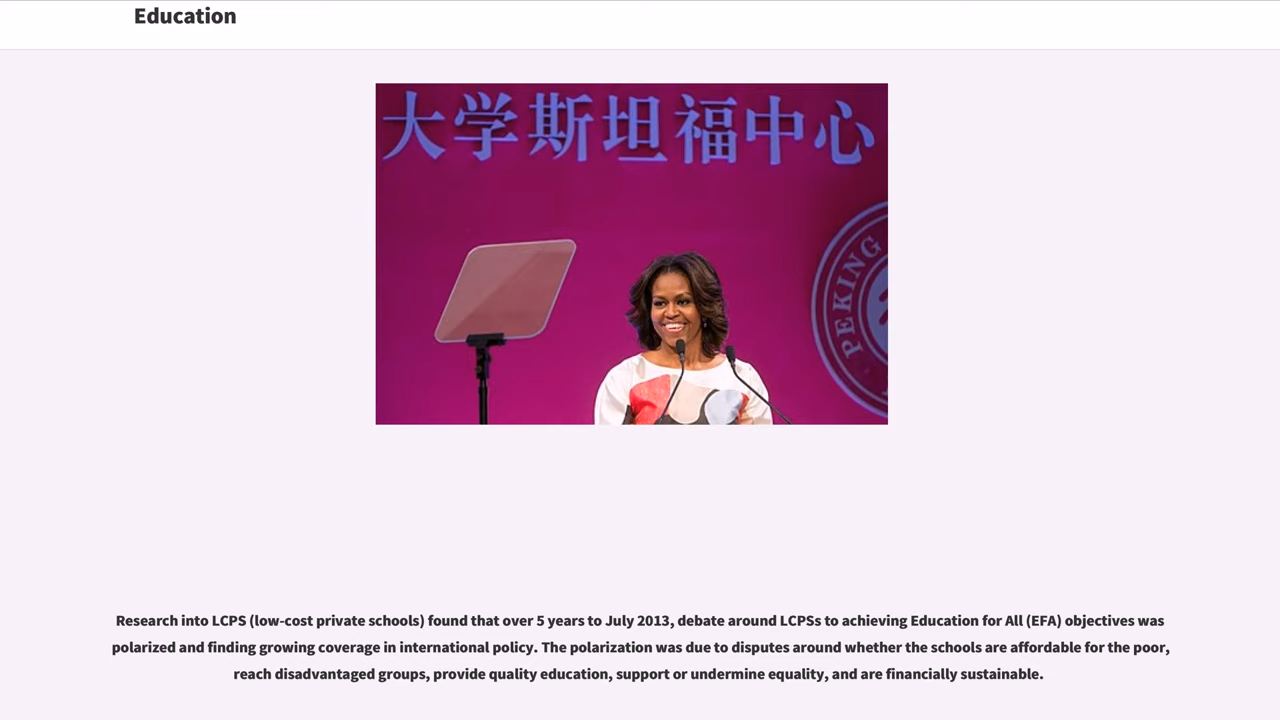 Education
大学斯坦福中心
PEKING
Research into LCPS (low-cost private schools) found that over 5 years to July 2013, debate around LCPSs to achieving Education for All (EFA) objectives was
polarized and finding growing coverage in international policy. The polarization was due to disputes around whether the schools are affordable for the poor,
reach disadvantaged groups, provide quality education, support or undermine equality, and are financially sustainable.